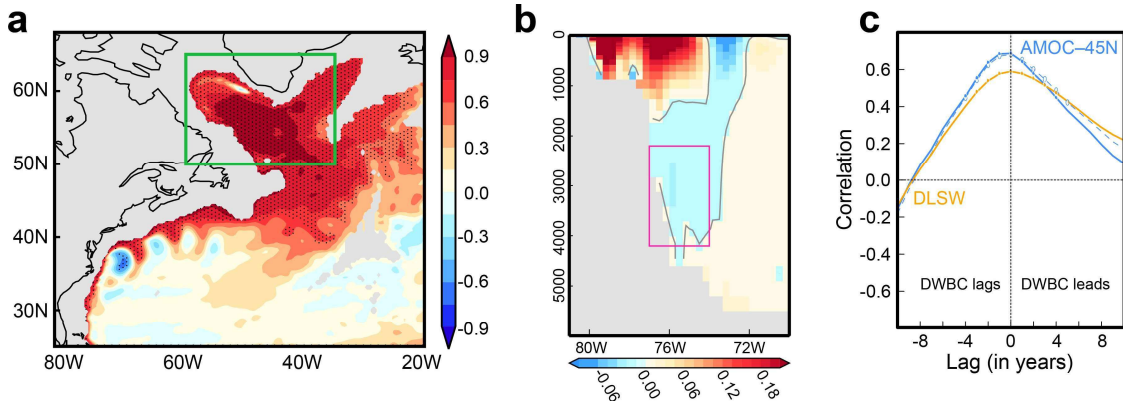 a
60N
50N
40N
30N
80W 60W 40W 20W
0.9
0.6
0.3
0.0
-0.3
-0.6
-0.9
b
0
1000
2000
3000
4000
5000
80W 76W 72W
-0.06 0.00 0.06 0.12 0.18
c
AMOC–45N
DLSW
Correlation
0.6
0.4
0.2
0.0
-0.2
-0.4
-0.6
DWBC lags DWBC leads
-8 -4 0 4 8
Lag (in years)